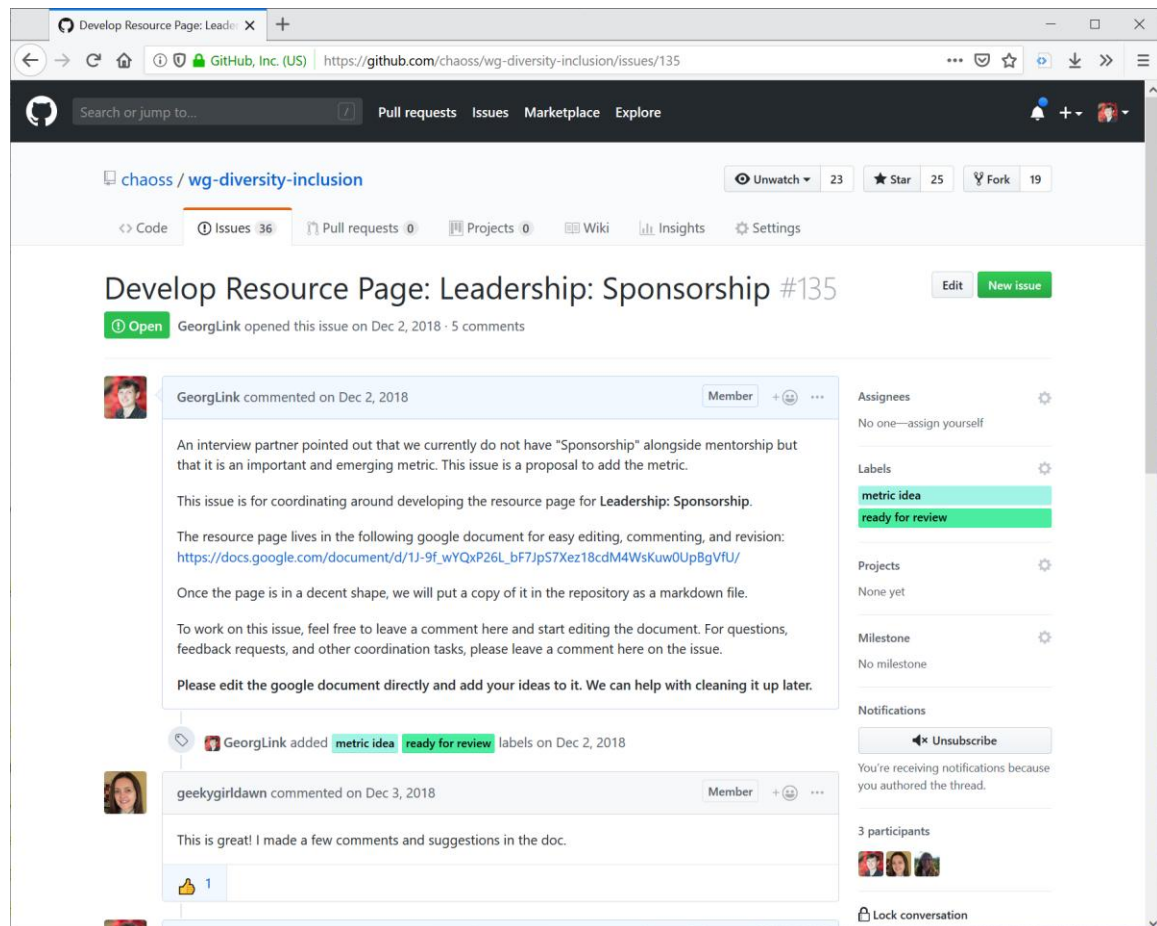 Develop Resource Page: Leade
GitHub, Inc. (US) https://github.com/chaoss/wg-diversity-inclusion/issues/135
Search or jump to... / Pull requests Issues Marketplace Explore
chaoss / wg-diversity-inclusion Unwatch 23 Star 25 Fork 19
<> Code Issues 36 Pull requests 0 Projects 0 Wiki Insights Settings
Develop Resource Page: Leadership: Sponsorship #135 Edit New issue
Open GeorgLink opened this issue on Dec 2, 2018 · 5 comments
GeorgLink commented on Dec 2, 2018 Member
An interview partner pointed out that we currently do not have "Sponsorship" alongside mentorship but
that it is an important and emerging metric. This issue is a proposal to add the metric.
This issue is for coordinating around developing the resource page for Leadership: Sponsorship.
The resource page lives in the following google document for easy editing, commenting, and revision:
https://docs.google.com/document/d/1J-9f_wYQxP26L_bF7JpS7Xez18cdM4WsKuw0UpBgVfU/
Once the page is in a decent shape, we will put a copy of it in the repository as a markdown file.
To work on this issue, feel free to leave a comment here and start editing the document. For questions,
feedback requests, and other coordination tasks, please leave a comment here on the issue.
Please edit the google document directly and add your ideas to it. We can help with cleaning it up later.
GeorgLink added metric idea ready for review labels on Dec 2, 2018
geekygirldawn commented on Dec 3, 2018 Member
This is great! I made a few comments and suggestions in the doc.
1
Assignees
No one—assign yourself
Labels
metric idea
ready for review
Projects
None yet
Milestone
No milestone
Notifications
Unsubscribe
You're receiving notifications because
you authored the thread.
3 participants
Lock conversation